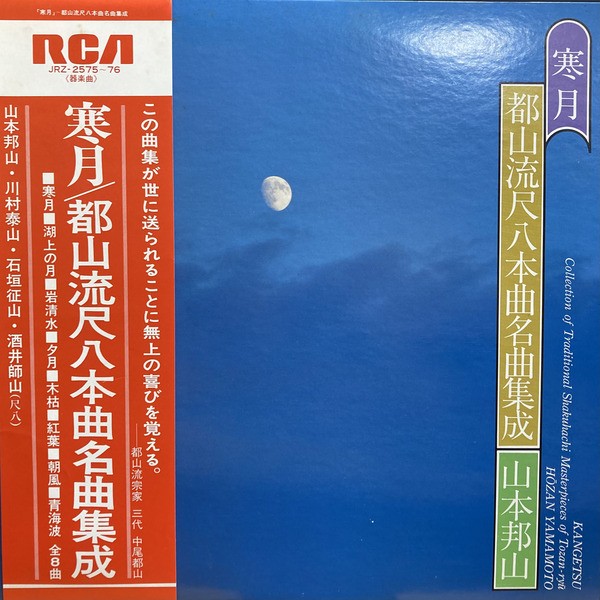 「寒月」—都山流尺八本曲名曲集成
RCA
JRZ-2575~76
〈器楽曲〉
この曲集が世に送られることに無上の喜びを覚える。
——都山流宗家 三代 中尾都山
寒月/都山流尺八本曲名曲集成
■寒月■湖上の月■岩清水■夕月■木枯■紅葉■朝風■青海波 全8曲
山本邦山・川村泰山・石垣征山・酒井師山(尺八)
寒月
都山流尺八本曲名曲集成
山本邦山
KANGETSU
Collection of Traditional Shakuhachi Masterpieces of Tozan-ryū
HŌZAN YAMAMOTO